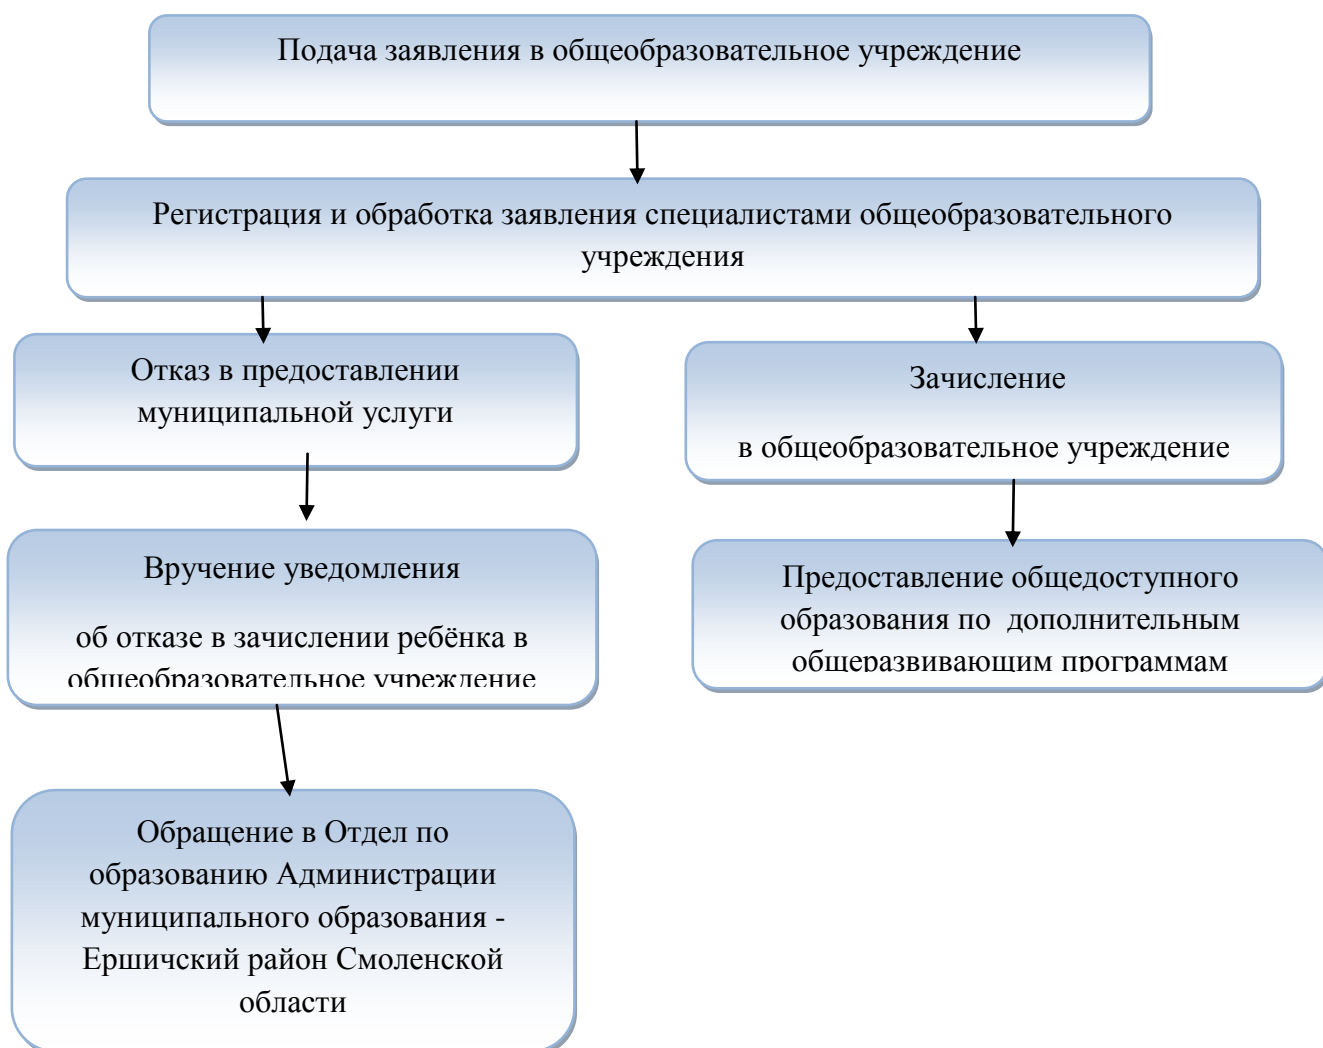 Подача заявления в общеобразовательное учреждение
Регистрация и обработка заявления специалистами общеобразовательного
учреждения
Отказ в предоставлении
муниципальной услуги
Зачисление
в общеобразовательное учреждение
Вручение уведомления
об отказе в зачислении ребёнка в
общеобразовательное учреждение
Предоставление общедоступного
образования по дополнительным
общеразвивающим программам
Обращение в Отдел по
образованию Администрации
муниципального образования -
Ершичский район Смоленской
области